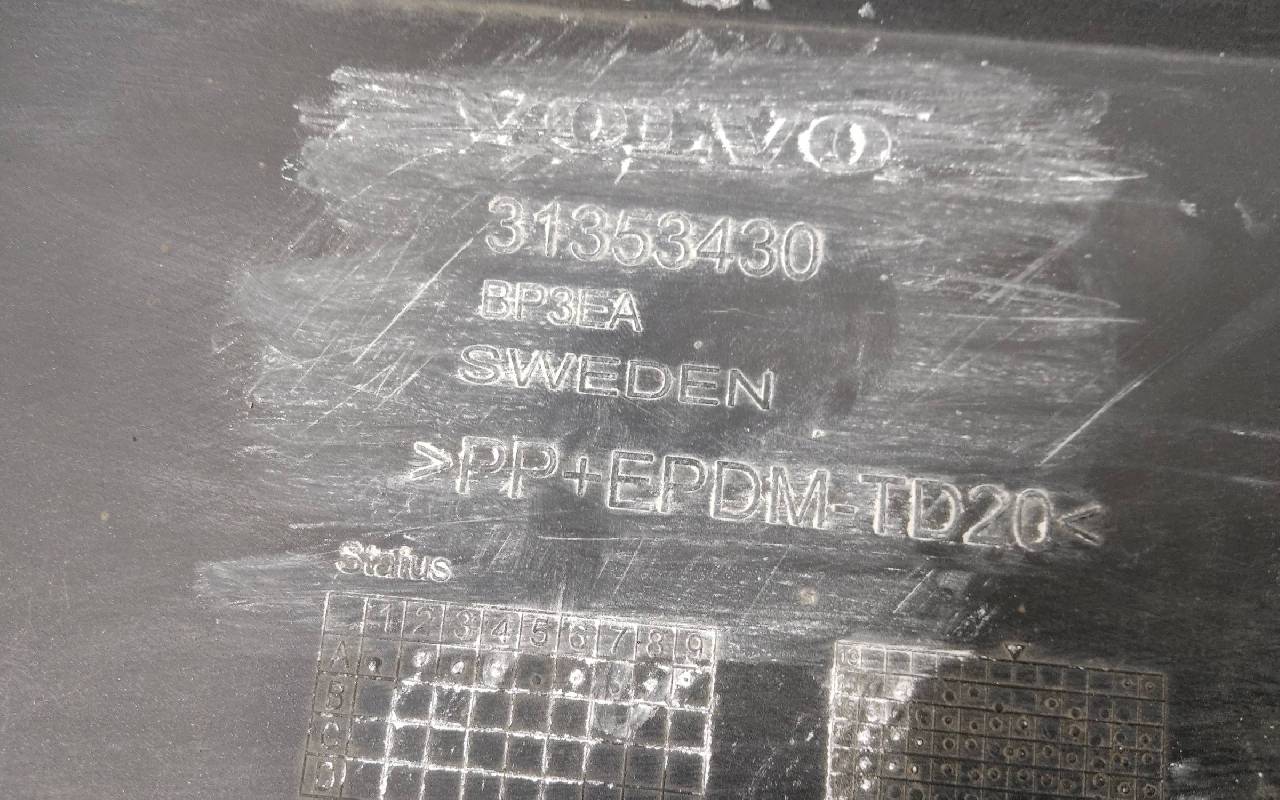 VOLVO
31353430
BP3EA
SWEDEN
>PP+EPDM-TD20<
Status
1 2 3 4 5 6 7 8 9
A
B
C
D